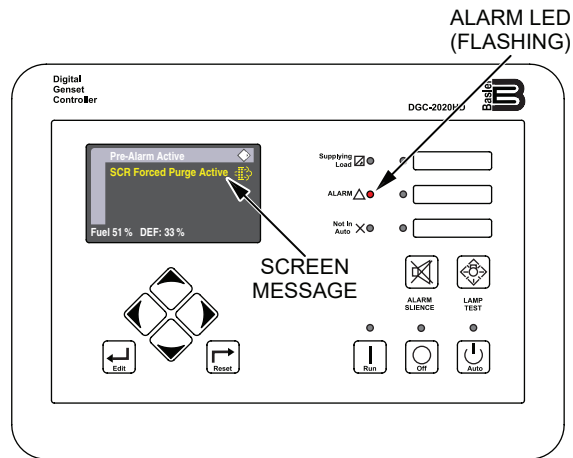 ALARM LED
(FLASHING)
Digital
Genset
Controller
DGC-2020HD
Basler
Pre-Alarm Active
SCR Forced Purge Active
Fuel 51 % DEF: 33 %
Supplying
Load
ALARM
Not In
Auto
SCREEN
MESSAGE
ALARM
SLIENCE
LAMP
TEST
Edit
Reset
Run
Off
Auto